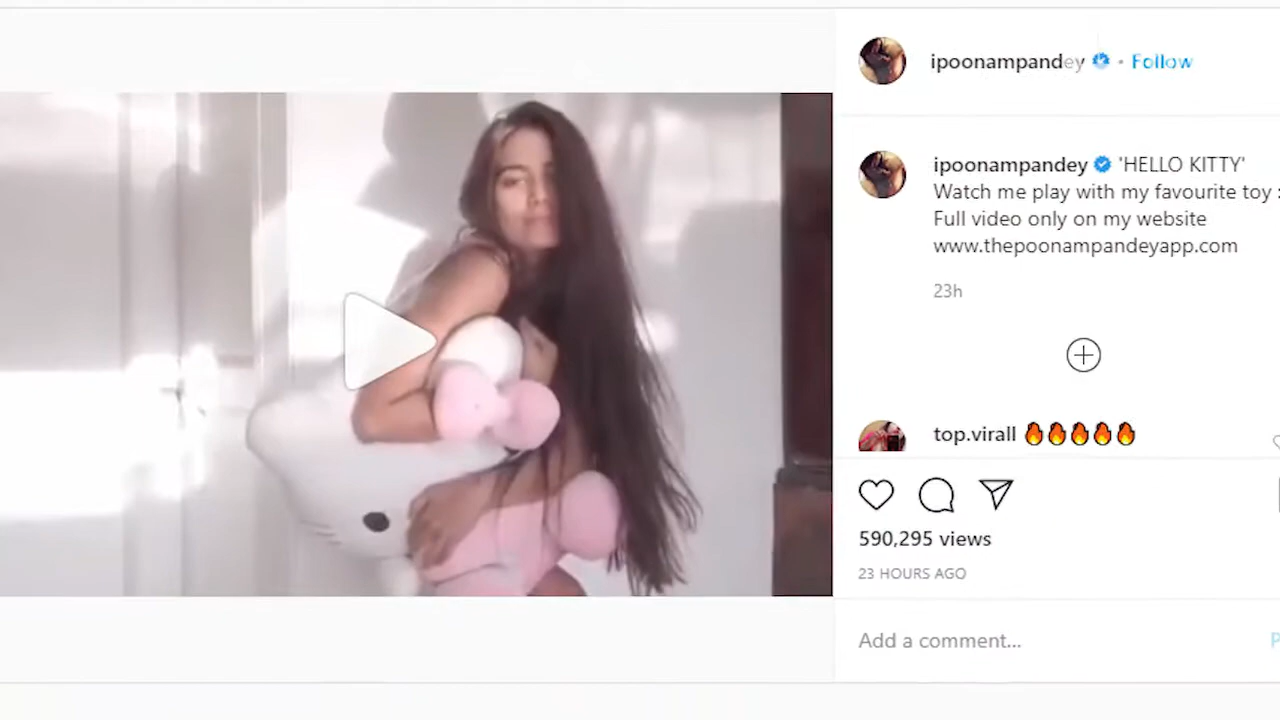 ipoonampandey • Follow
ipoonampandey 'HELLO KITTY'
Watch me play with my favourite toy :
Full video only on my website
www.thepoonampandeyapp.com
23h
top.virall 🔥🔥🔥🔥🔥
590,295 views
23 HOURS AGO
Add a comment...
P